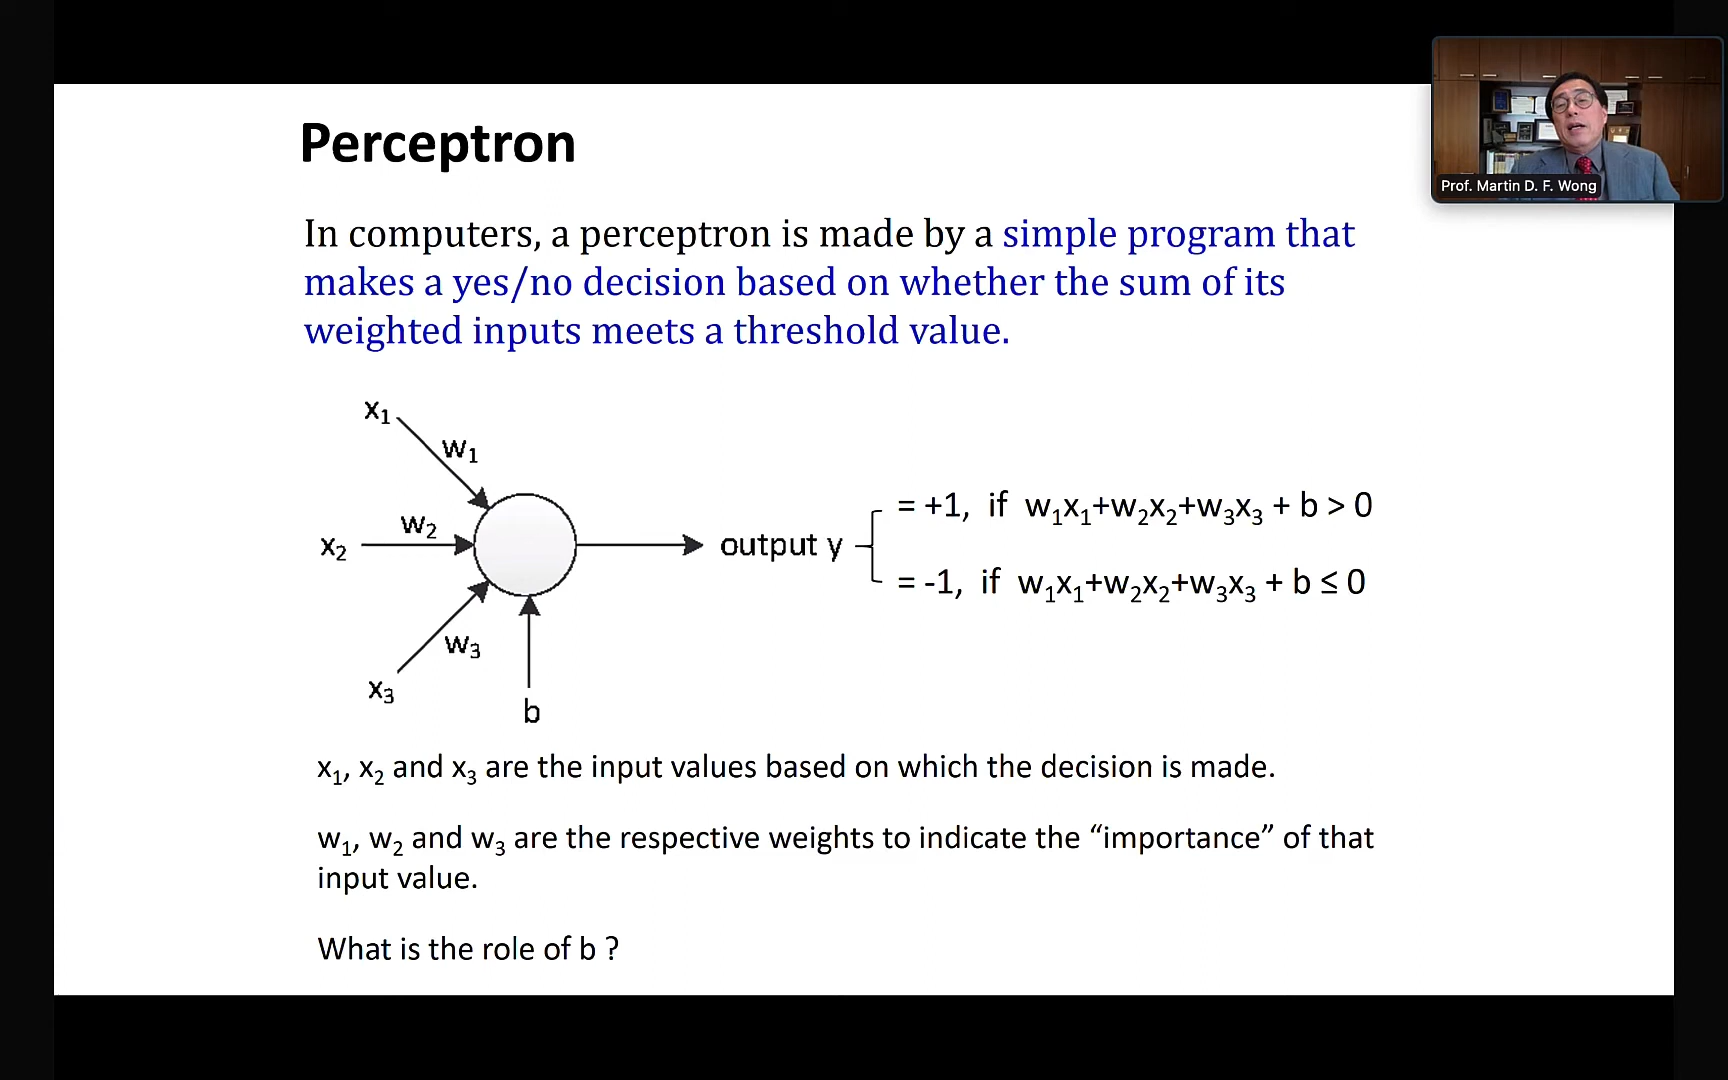 Perceptron
Prof. Martin D. F. Wong
In computers, a perceptron is made by a simple program that
makes a yes/no decision based on whether the sum of its
weighted inputs meets a threshold value.
x₁
w₁
w₂
x₂
w₃
x₃
b
output y
= +1, if w₁x₁+w₂x₂+w₃x₃ + b > 0
= -1, if w₁x₁+w₂x₂+w₃x₃ + b ≤ 0
x₁, x₂ and x₃ are the input values based on which the decision is made.
w₁, w₂ and w₃ are the respective weights to indicate the “importance” of that
input value.
What is the role of b ?